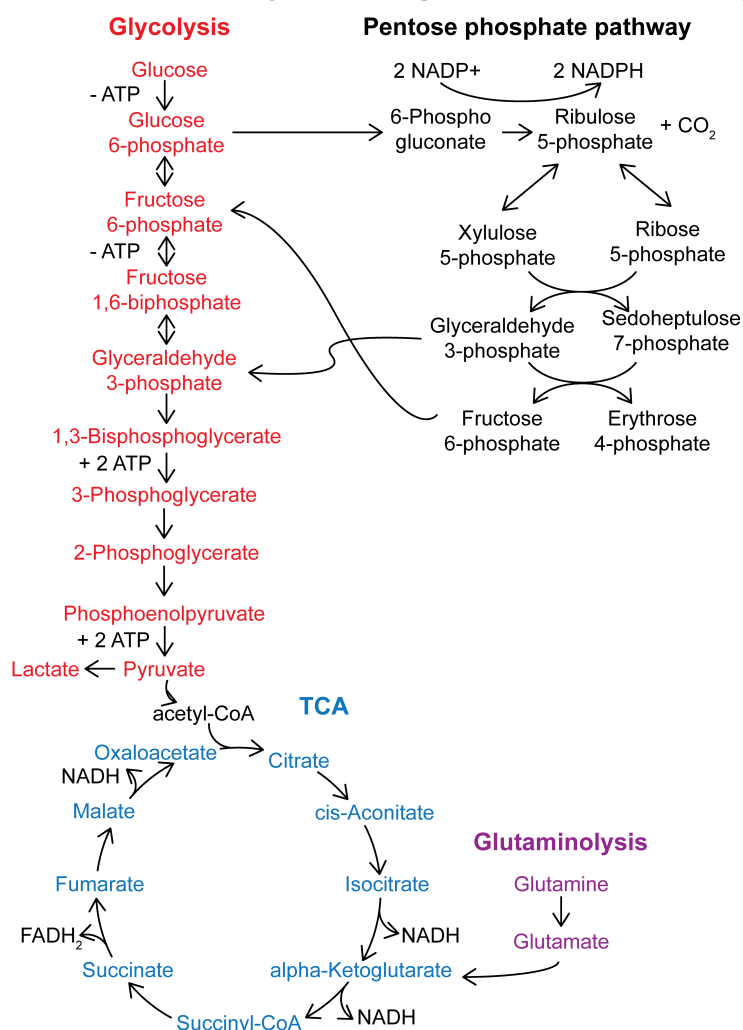 Glycolysis
Glucose
- ATP
Glucose
6-phosphate
Fructose
6-phosphate
- ATP
Fructose
1,6-biphosphate
Glyceraldehyde
3-phosphate
1,3-Bisphosphoglycerate
+ 2 ATP
3-Phosphoglycerate
2-Phosphoglycerate
Phosphoenolpyruvate
+ 2 ATP
Lactate
Pyruvate
acetyl-CoA
Pentose phosphate pathway
2 NADP+
2 NADPH
6-Phospho
gluconate
Ribulose
5-phosphate
+ CO₂
Xylulose
5-phosphate
Ribose
5-phosphate
Glyceraldehyde
3-phosphate
Sedoheptulose
7-phosphate
Fructose
6-phosphate
Erythrose
4-phosphate
TCA
Oxaloacetate
Citrate
NADH
Malate
cis-Aconitate
Fumarate
Isocitrate
FADH₂
NADH
Succinate
alpha-Ketoglutarate
NADH
Succinyl-CoA
Glutaminolysis
Glutamine
Glutamate